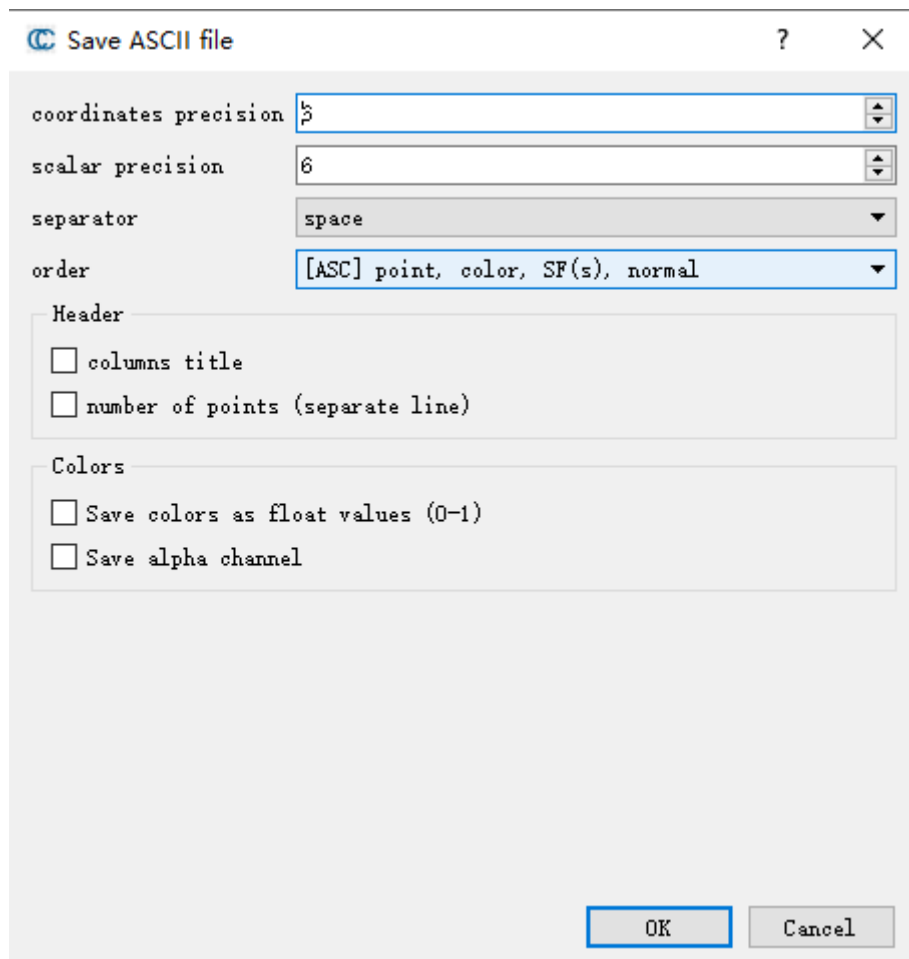 Save ASCII file ?
coordinates precision
scalar precision 6
separator space
order [ASC] point, color, SF(s), normal
Header
columns title
number of points (separate line)
Colors
Save colors as float values (0-1)
Save alpha channel
OK Cancel